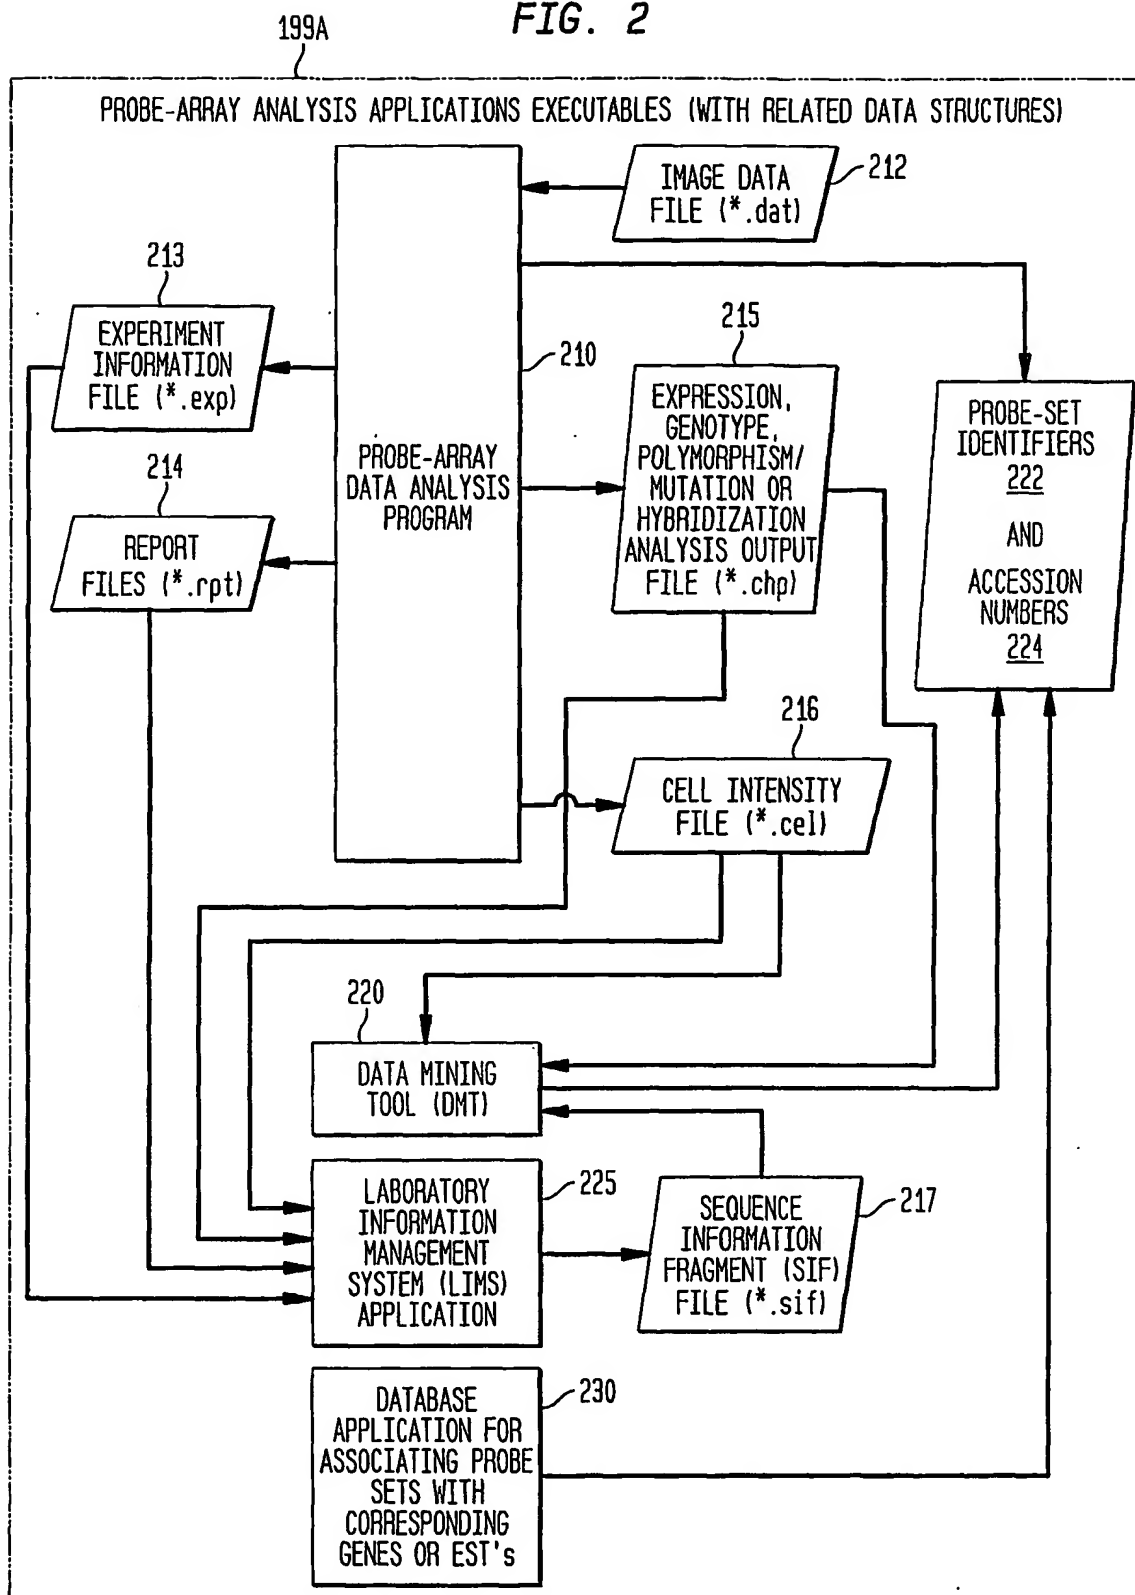 FIG. 2
199A
PROBE-ARRAY ANALYSIS APPLICATIONS EXECUTABLES (WITH RELATED DATA STRUCTURES)
IMAGE DATA
FILE (*.dat)
212
213
EXPERIMENT
INFORMATION
FILE (*.exp)
214
REPORT
FILES (*.rpt)
PROBE-ARRAY
DATA ANALYSIS
PROGRAM
210
215
EXPRESSION,
GENOTYPE,
POLYMORPHISM/
MUTATION OR
HYBRIDIZATION
ANALYSIS OUTPUT
FILE (*.chp)
PROBE-SET
IDENTIFIERS
222
AND
ACCESSION
NUMBERS
224
216
CELL INTENSITY
FILE (*.cel)
220
DATA MINING
TOOL (DMT)
LABORATORY
INFORMATION
MANAGEMENT
SYSTEM (LIMS)
APPLICATION
225
SEQUENCE
INFORMATION
FRAGMENT (SIF)
FILE (*.sif)
217
DATABASE
APPLICATION FOR
ASSOCIATING PROBE
SETS WITH
CORRESPONDING
GENES OR EST's
230